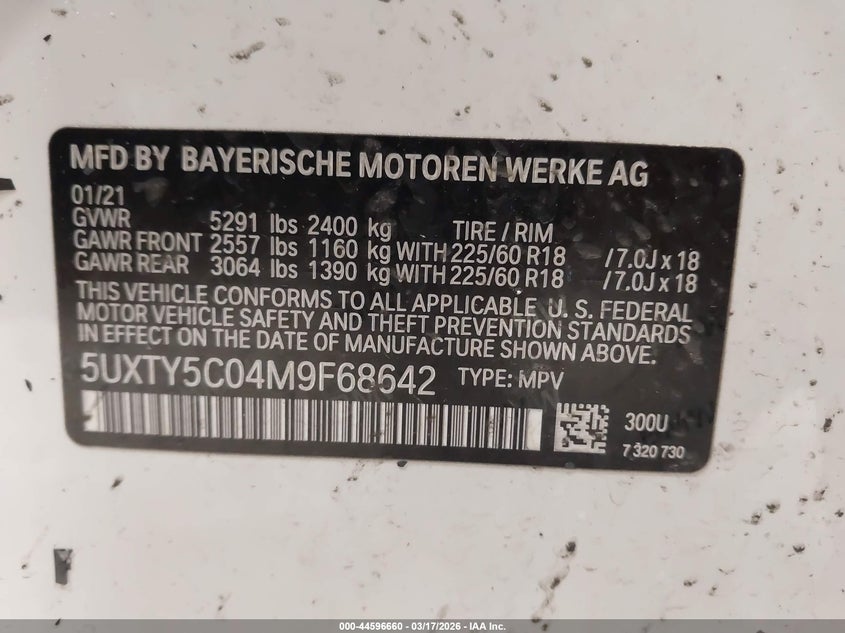 MFD BY BAYERISCHE MOTOREN WERKE AG
01/21
GVWR 5291 lbs 2400 kg TIRE / RIM
GAWR FRONT 2557 lbs 1160 kg WITH 225/60 R18 / 7.0J x 18
GAWR REAR 3064 lbs 1390 kg WITH 225/60 R18 / 7.0J x 18
THIS VEHICLE CONFORMS TO ALL APPLICABLE U. S. FEDERAL
MOTOR VEHICLE SAFETY AND THEFT PREVENTION STANDARDS
IN EFFECT ON THE DATE OF MANUFACTURE SHOWN ABOVE.
5UXTY5C04M9F68642 TYPE: MPV
300U
7 320 730
000-44596660 - 03/17/2026 - IAA Inc.